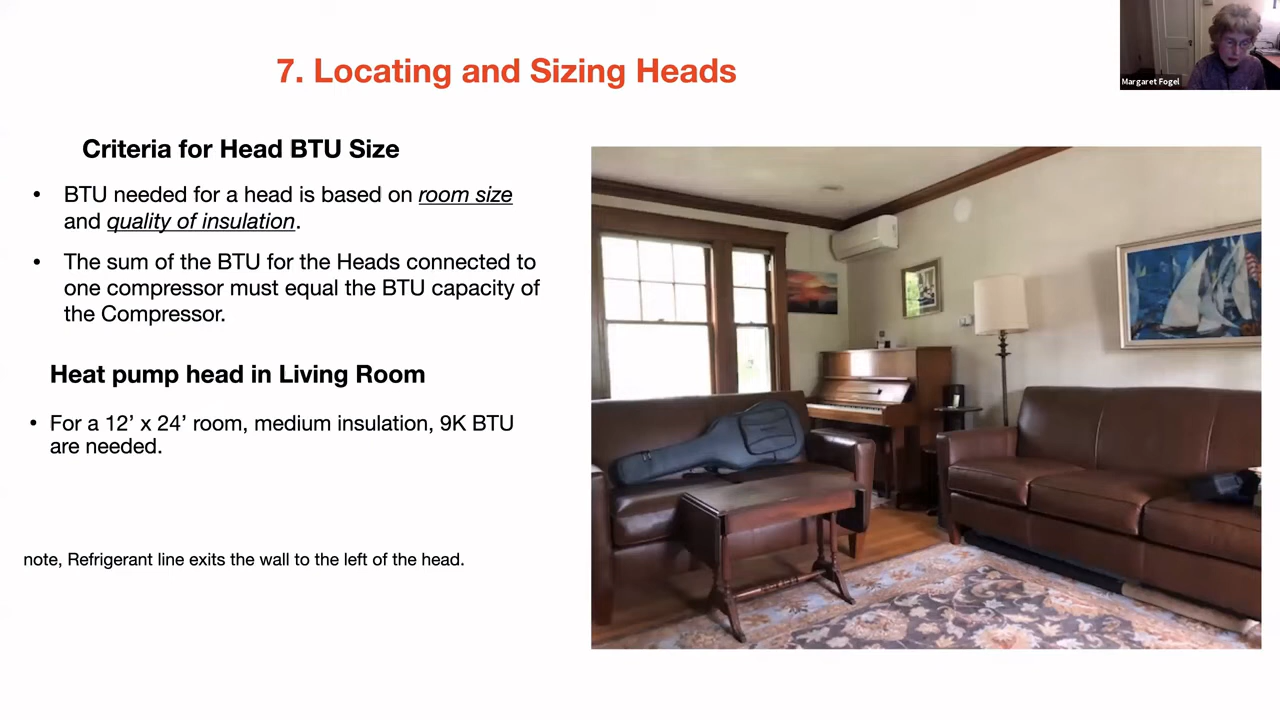 7. Locating and Sizing Heads
Margaret Fogel
Criteria for Head BTU Size
• BTU needed for a head is based on room size
and quality of insulation.
• The sum of the BTU for the Heads connected to
one compressor must equal the BTU capacity of
the Compressor.
Heat pump head in Living Room
• For a 12’ x 24’ room, medium insulation, 9K BTU
are needed.
note, Refrigerant line exits the wall to the left of the head.